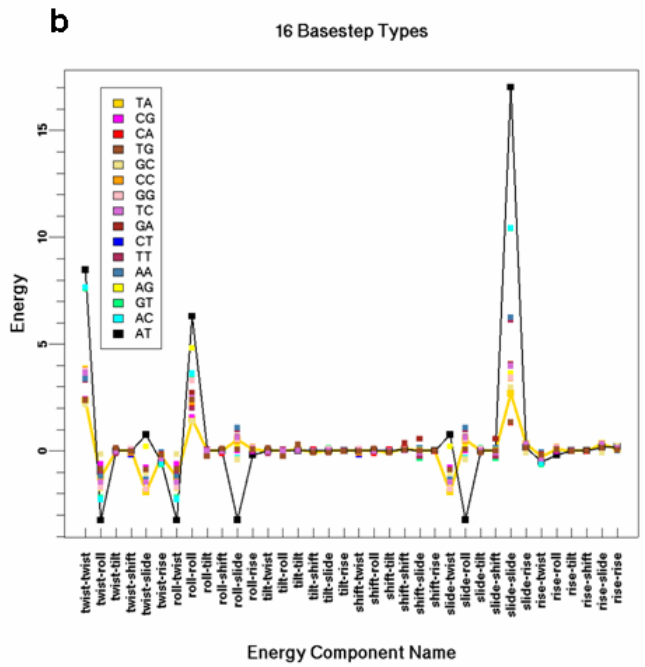 b
16 Basestep Types
15
10
5
0
Energy
TA
CG
CA
TG
GC
CC
GG
TC
GA
CT
TT
AA
AG
GT
AC
AT
twist-twist
twist-roll
twist-tilt
twist-shift
twist-slide
twist-rise
roll-twist
roll-roll
roll-tilt
roll-shift
roll-slide
roll-rise
tilt-twist
tilt-roll
tilt-tilt
tilt-shift
tilt-slide
tilt-rise
shift-twist
shift-roll
shift-tilt
shift-shift
shift-slide
shift-rise
slide-twist
slide-roll
slide-tilt
slide-shift
slide-slide
slide-rise
rise-twist
rise-roll
rise-tilt
rise-shift
rise-slide
rise-rise
Energy Component Name